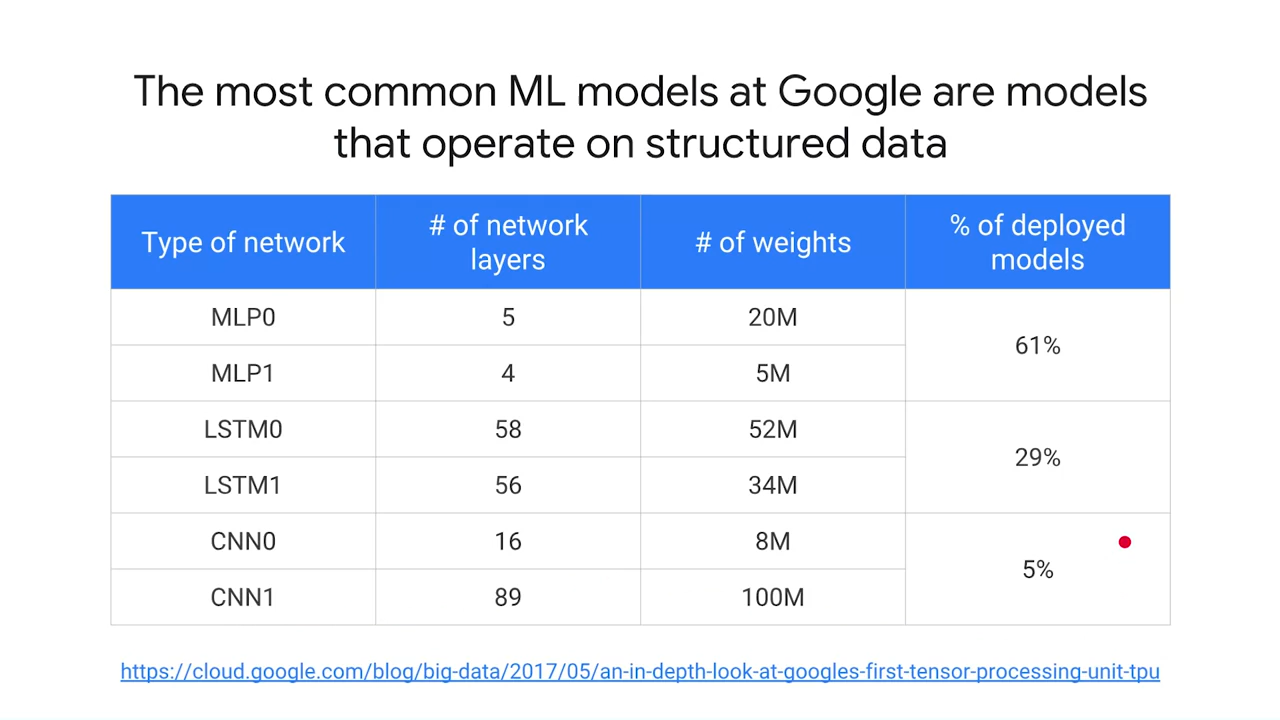 The most common ML models at Google are models
that operate on structured data
Type of network
# of network
layers
# of weights
% of deployed
models
MLP0 5 20M
61%
MLP1 4 5M
LSTM0 58 52M
29%
LSTM1 56 34M
CNN0 16 8M
5%
CNN1 89 100M
https://cloud.google.com/blog/big-data/2017/05/an-in-depth-look-at-googles-first-tensor-processing-unit-tpu